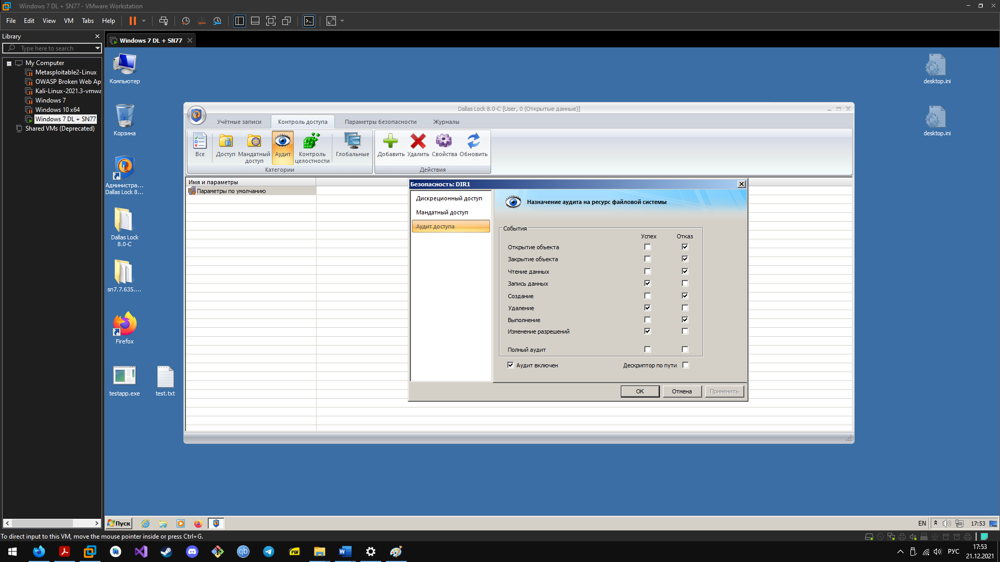 Windows 7 DL + SN77 - VMware Workstation
File Edit View VM Tabs Help
Library
Type here to search
My Computer
Metasploitable2-Linux
OWASP Broken Web Ap
Kali-Linux-2021.3-vmwa
Windows 7
Windows 10 x64
Windows 7 DL + SN77
Shared VMs (Deprecated)
Windows 7 DL + SN77
Компьютер
Корзина
Администра...
Dallas Lock 8...
Dallas Lock
8.0-C
sn7.7.635....
Firefox
testapp.exe
test.txt
desktop.ini
desktop.ini
Dallas Lock 8.0-C [User, 0 (Открытые данные)]
Учётные записи
Контроль доступа
Параметры безопасности
Журналы
Все
Доступ
Мандатный
доступ
Аудит
Контроль
целостности
Глобальные
Категории
Добавить
Удалить
Свойства
Обновить
Действия
Имя и параметры
Параметры по умолчанию
Безопасность: DIR1
Дискреционный доступ
Мандатный доступ
Аудит доступа
Назначение аудита на ресурс файловой системы
События
Успех Отказ
Открытие объекта
Закрытие объекта
Чтение данных
Запись данных
Создание
Удаление
Выполнение
Изменение разрешений
Полный аудит
Аудит включен
Дескриптор по пути
OK
Отмена
Применить
Пуск
EN
17:53
To direct input to this VM, move the mouse pointer inside or press Ctrl+G.
qb
PDF
РУС
17:53
21.12.2021